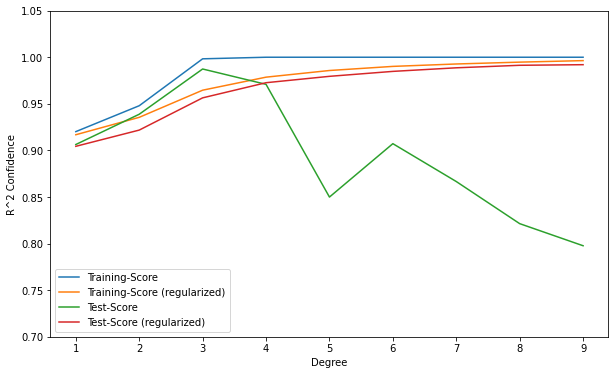 1.05
1.00
0.95
0.90
0.85
0.80
0.75
0.70
R^2 Confidence
Training-Score
Training-Score (regularized)
Test-Score
Test-Score (regularized)
1 2 3 4 5 6 7 8 9
Degree